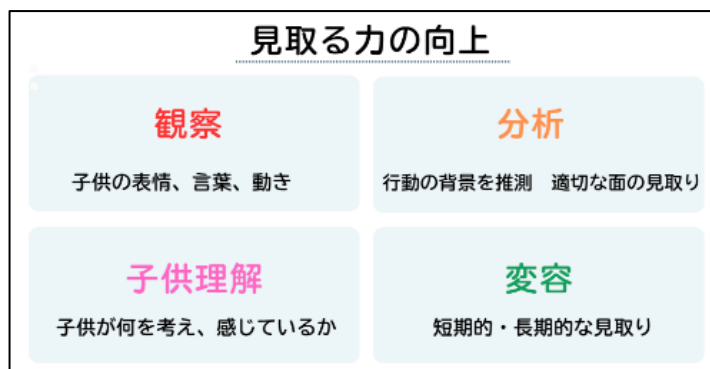 見取る力の向上
観察
子供の表情、言葉、動き
分析
行動の背景を推測　適切な面の見取り
子供理解
子供が何を考え、感じているか
変容
短期的・長期的な見取り